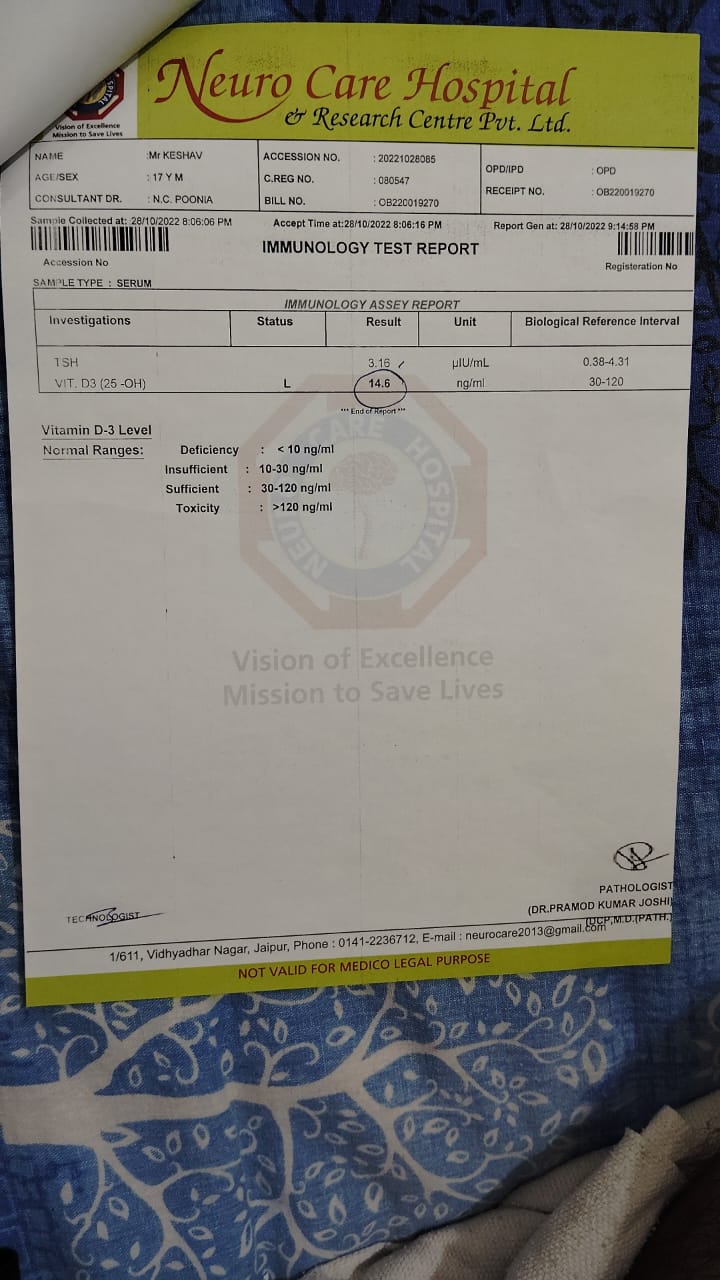 Neuro Care Hospital
& Research Centre Pvt. Ltd.
Vision of Excellence
Mission to Save Lives
NAME :Mr KESHAV
AGE/SEX : 17 Y M
CONSULTANT DR. : N.C. POONIA
ACCESSION NO. : 20221028085
C.REG NO. : 080547
BILL NO. : OB220019270
OPD/IPD : OPD
RECEIPT NO. : OB220019270
Sample Collected at: 28/10/2022 8:06:06 PM Accept Time at:28/10/2022 8:06:16 PM Report Gen at: 28/10/2022 9:14:58 PM
IMMUNOLOGY TEST REPORT
Accession No Registeration No
SAMPLE TYPE : SERUM
IMMUNOLOGY ASSEY REPORT
Investigations Status Result Unit Biological Reference Interval
TSH 3.16 µIU/mL 0.38-4.31
VIT. D3 (25 -OH) L 14.6 ng/ml 30-120
*** End of Report ***
Vitamin D-3 Level
Normal Ranges: Deficiency : < 10 ng/ml
Insufficient : 10-30 ng/ml
Sufficient : 30-120 ng/ml
Toxicity : >120 ng/ml
Vision of Excellence
Mission to Save Lives
TECHNOLOGIST
PATHOLOGIST
(DR.PRAMOD KUMAR JOSHI)
(DCP,M.D.(PATH.)
1/611, Vidhyadhar Nagar, Jaipur, Phone : 0141-2236712, E-mail : neurocare2013@gmail.com
NOT VALID FOR MEDICO LEGAL PURPOSE